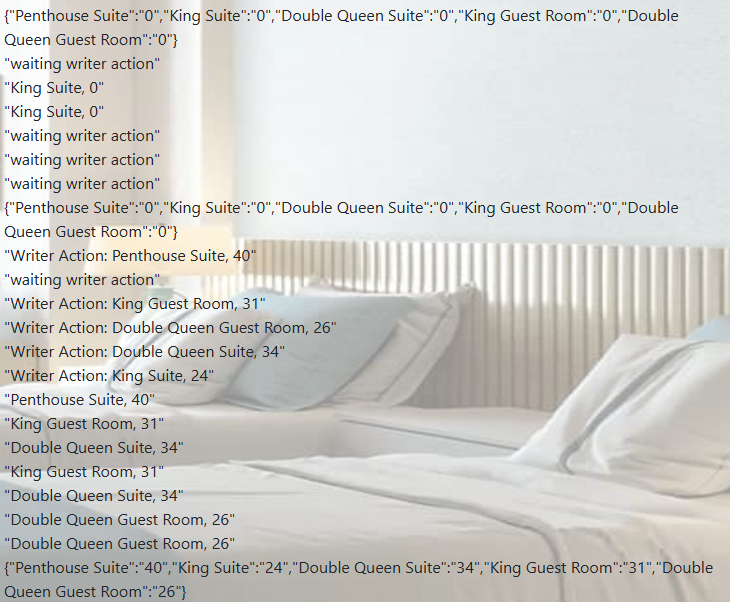 {"Penthouse Suite":"0","King Suite":"0","Double Queen Suite":"0","King Guest Room":"0","Double
Queen Guest Room":"0"}
"waiting writer action"
"King Suite, 0"
"King Suite, 0"
"waiting writer action"
"waiting writer action"
"waiting writer action"
{"Penthouse Suite":"0","King Suite":"0","Double Queen Suite":"0","King Guest Room":"0","Double
Queen Guest Room":"0"}
"Writer Action: Penthouse Suite, 40"
"waiting writer action"
"Writer Action: King Guest Room, 31"
"Writer Action: Double Queen Guest Room, 26"
"Writer Action: Double Queen Suite, 34"
"Writer Action: King Suite, 24"
"Penthouse Suite, 40"
"King Guest Room, 31"
"Double Queen Suite, 34"
"King Guest Room, 31"
"Double Queen Suite, 34"
"Double Queen Guest Room, 26"
"Double Queen Guest Room, 26"
{"Penthouse Suite":"40","King Suite":"24","Double Queen Suite":"34","King Guest Room":"31","Double
Queen Guest Room":"26"}